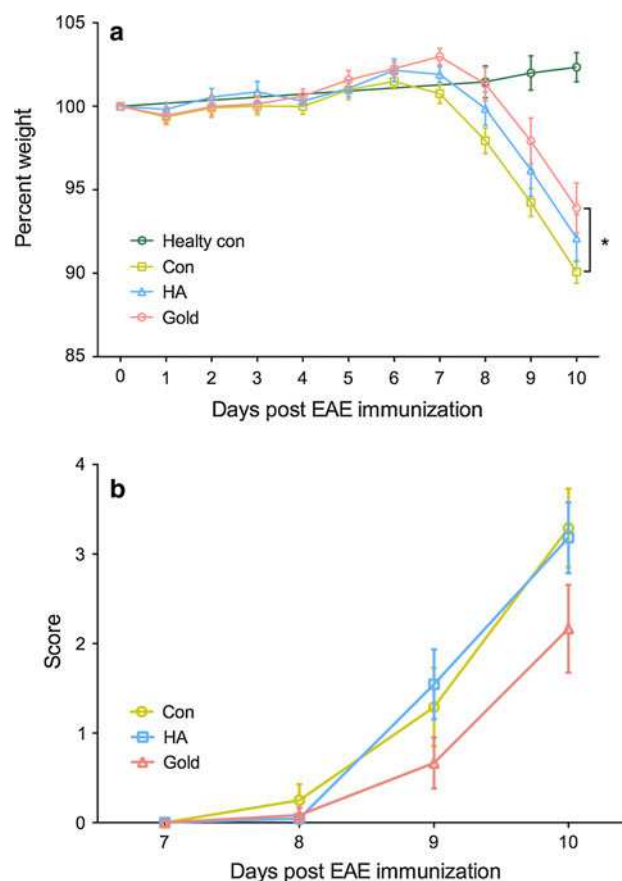 a
105
100
95
90
85
Percent weight
Healty con
Con
HA
Gold
*
0 1 2 3 4 5 6 7 8 9 10
Days post EAE immunization
b
4
3
2
1
0
Score
Con
HA
Gold
7 8 9 10
Days post EAE immunization